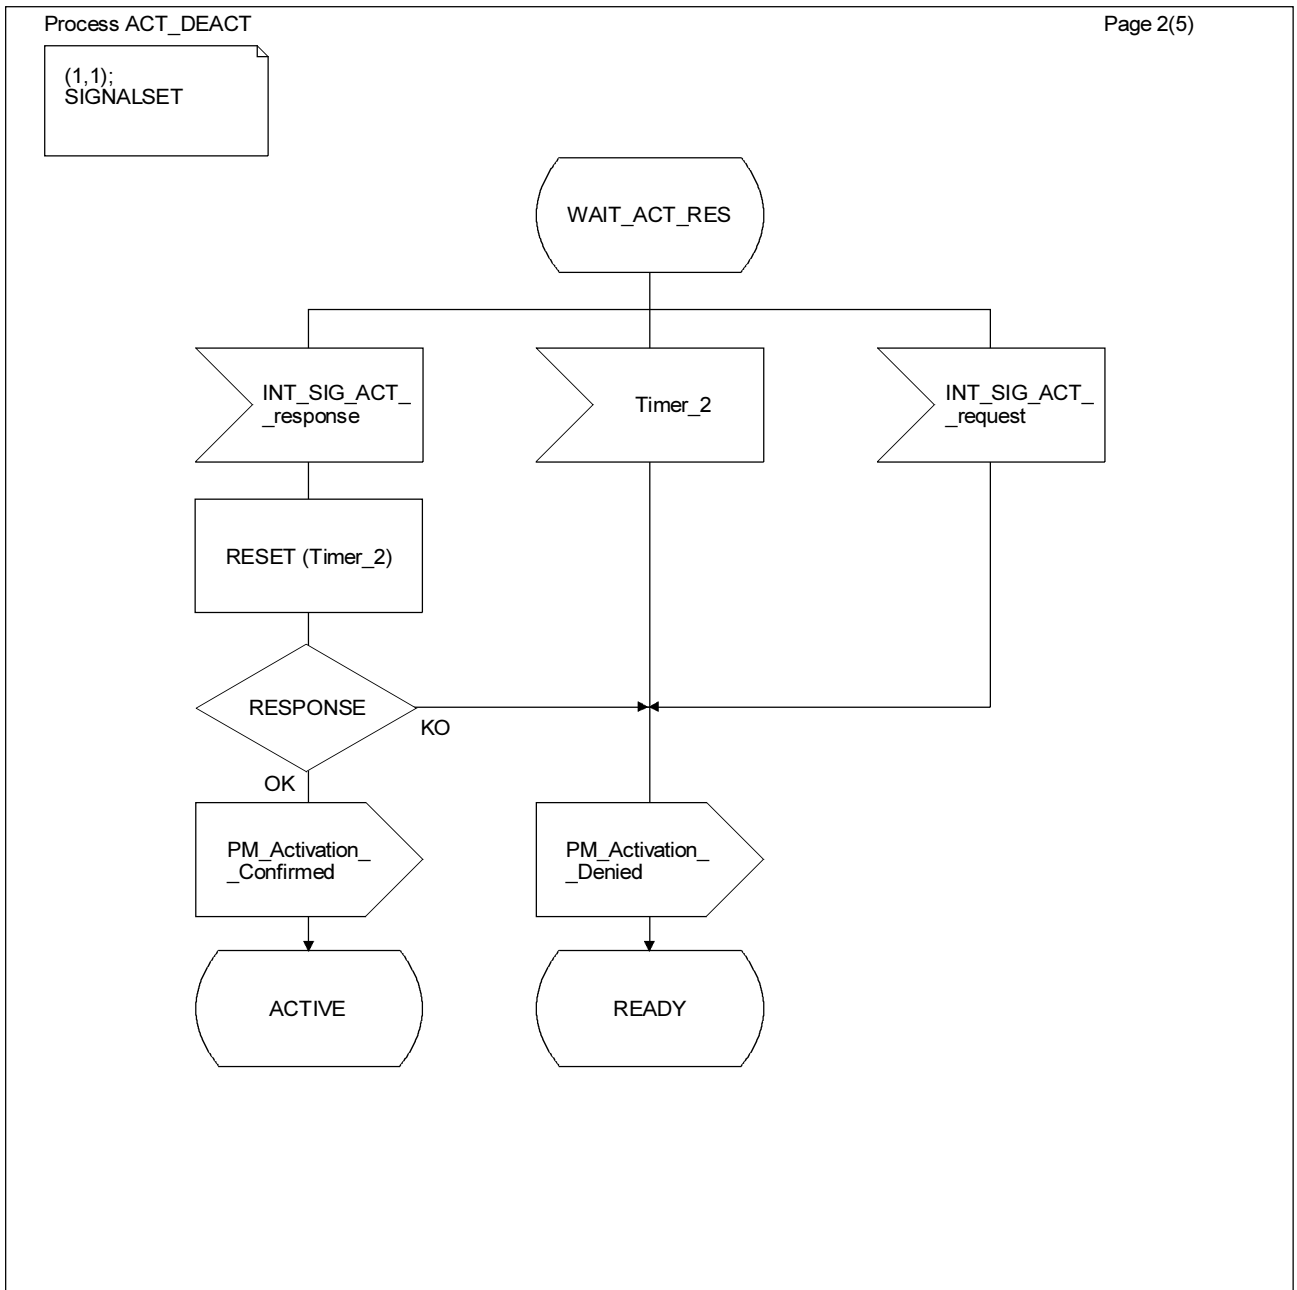 Process ACT_DEACT
Page 2(5)
(1,1);
SIGNALSET
WAIT_ACT_RES
INT_SIG_ACT_
_response
Timer_2
INT_SIG_ACT_
_request
RESET (Timer_2)
RESPONSE
KO
OK
PM_Activation_
_Confirmed
PM_Activation_
_Denied
ACTIVE
READY